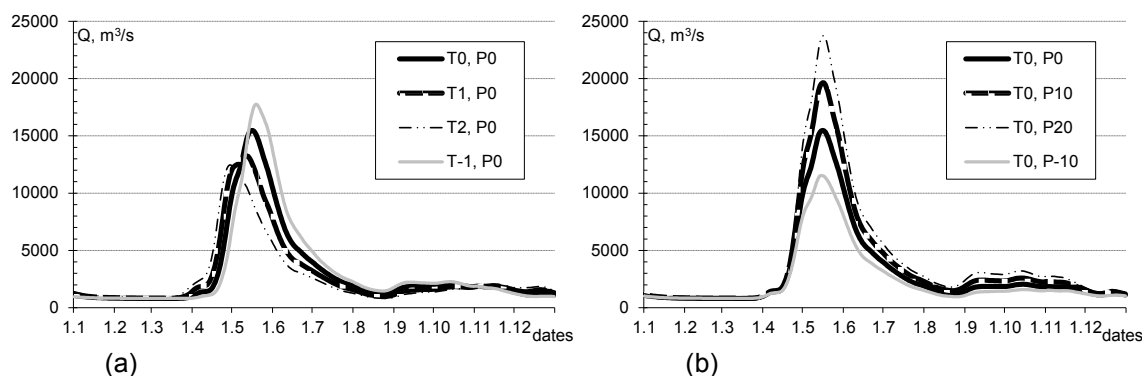 25000
Q, m³/s
20000
15000
10000
5000
0
T0, P0
T1, P0
T2, P0
T-1, P0
1.1 1.2 1.3 1.4 1.5 1.6 1.7 1.8 1.9 1.10 1.11 1.12
dates
(a)
25000
Q, m³/s
20000
15000
10000
5000
0
T0, P0
T0, P10
T0, P20
T0, P-10
1.1 1.2 1.3 1.4 1.5 1.6 1.7 1.8 1.9 1.10 1.11 1.12
dates
(b)